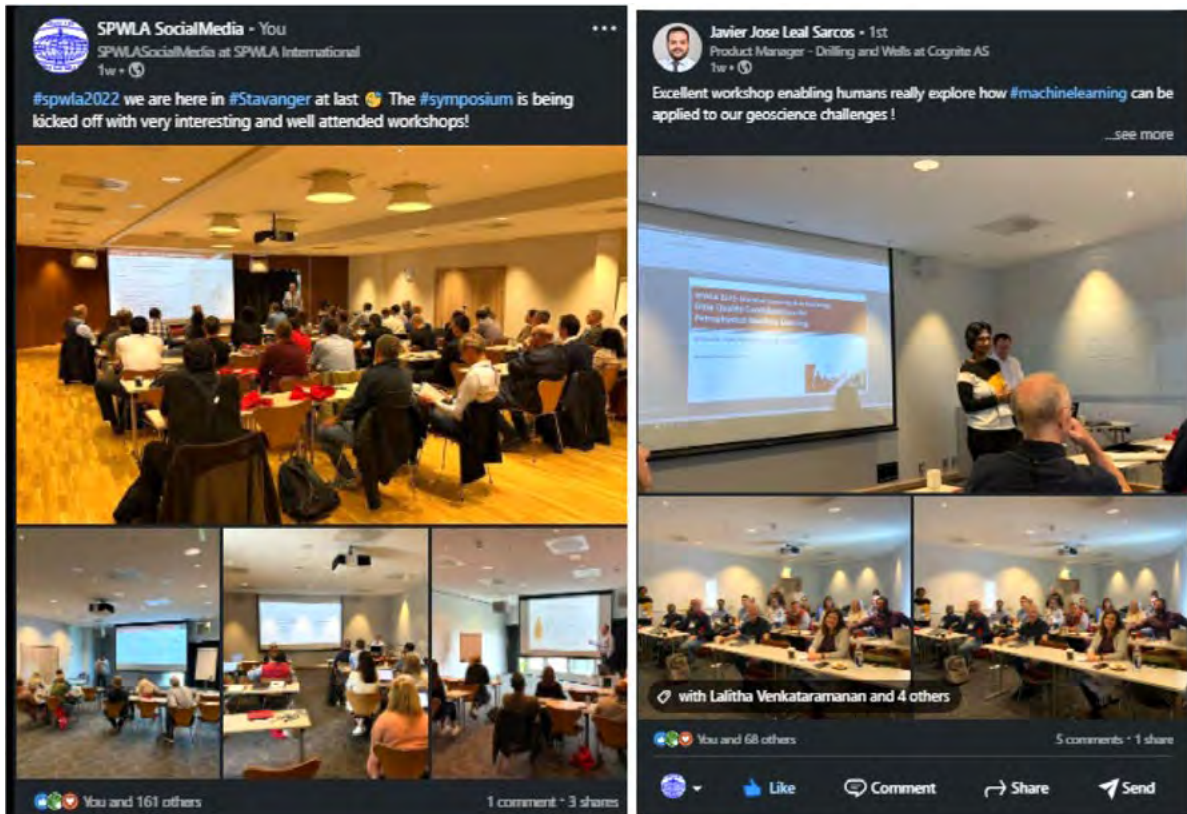 SPWLA SocialMedia • You
SPWLASocialMedia at SPWLA International
1w •
#spwla2022 we are here in #Stavanger at last The #symposium is being
kicked off with very interesting and well attended workshops!
You and 161 others
1 comment • 3 shares
Javier Jose Leal Sarcos • 1st
Product Manager - Drilling and Wells at Cognite AS
1w •
Excellent workshop enabling humans really explore how #machinelearning can be
applied to our geoscience challenges !
...see more
with Lalitha Venkataramanan and 4 others
You and 68 others
5 comments • 1 share
Like
Comment
Share
Send